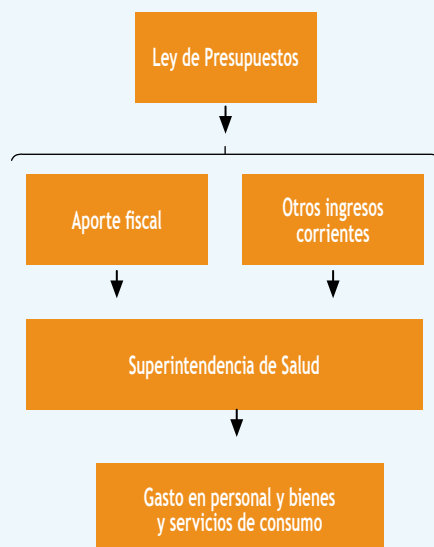 Ley de Presupuestos
Aporte fiscal
Otros ingresos
corrientes
Superintendencia de Salud
Gasto en personal y bienes
y servicios de consumo